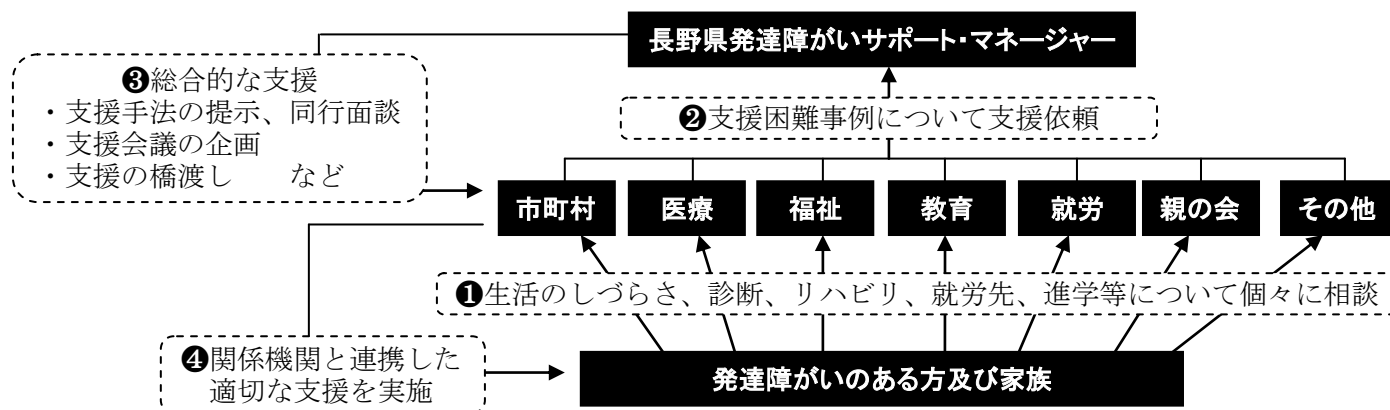 長野県発達障がいサポート・マネージャー
❸総合的な支援
・支援手法の提示、同行面談
・支援会議の企画
・支援の橋渡し　　など
❷支援困難事例について支援依頼
市町村
医療
福祉
教育
就労
親の会
その他
❶生活のしづらさ、診断、リハビリ、就労先、進学等について個々に相談
❹関係機関と連携した
適切な支援を実施
発達障がいのある方及び家族